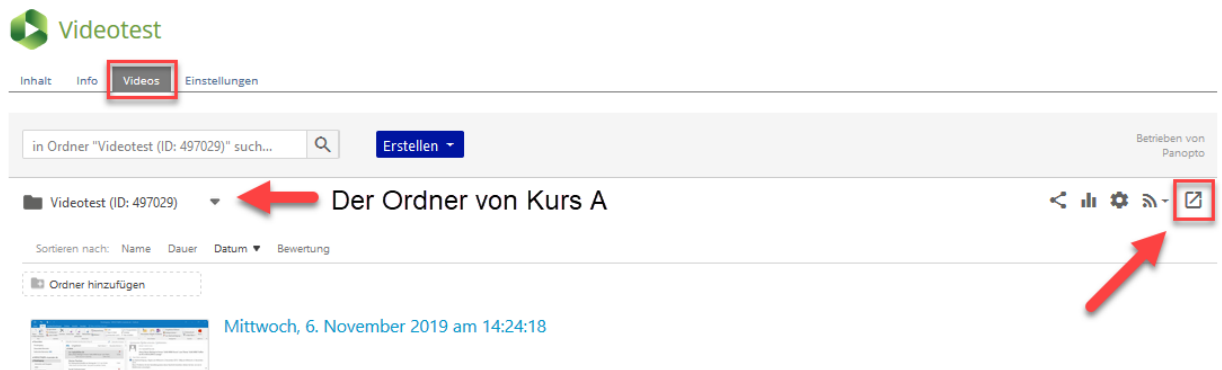 Videotest
Inhalt Info Videos Einstellungen
in Ordner "Videotest (ID: 497029)" such... Erstellen Betrieben von
Panopto
Videotest (ID: 497029) Der Ordner von Kurs A
Sortieren nach: Name Dauer Datum ▼ Bewertung
Ordner hinzufügen
Mittwoch, 6. November 2019 am 14:24:18